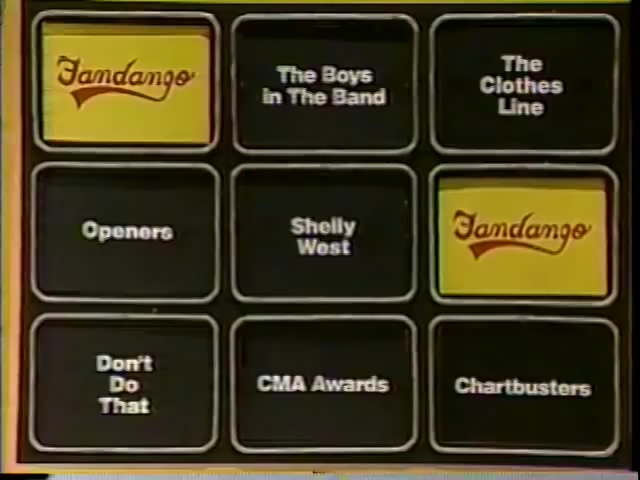 Fandango
The Boys
in The Band
The
Clothes
Line
Openers
Shelly
West
Fandango
Don't
Do
That
CMA Awards
Chartbusters